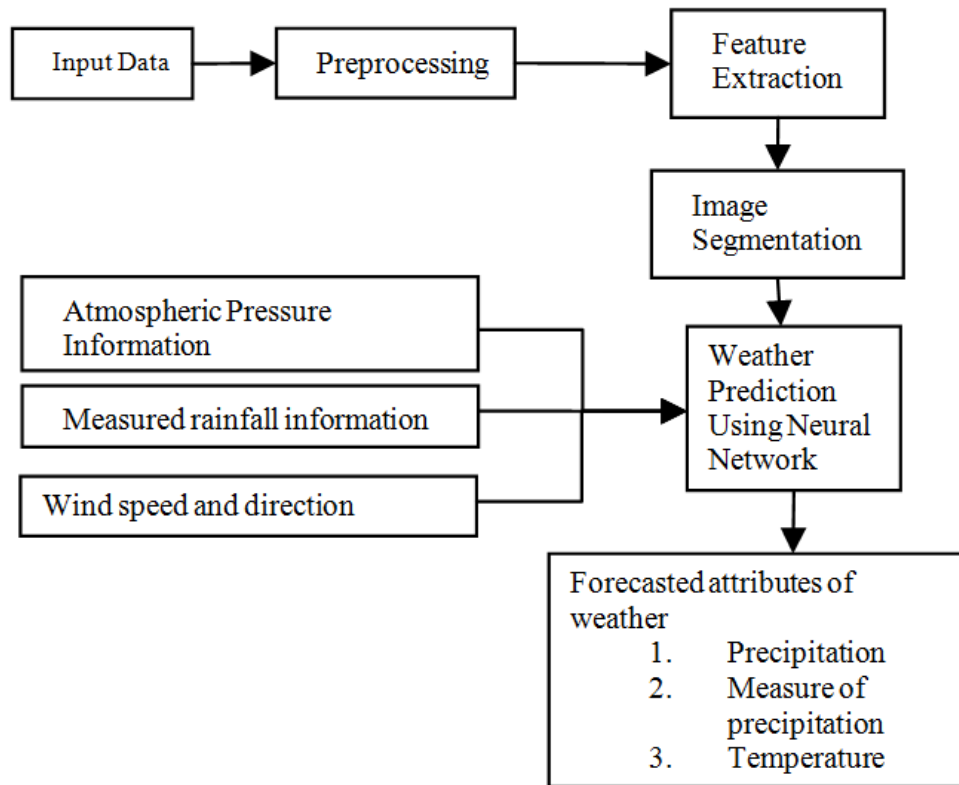 Input Data
Preprocessing
Feature
Extraction
Image
Segmentation
Atmospheric Pressure
Information
Measured rainfall information
Wind speed and direction
Weather
Prediction
Using Neural
Network
Forecasted attributes of
weather
1. Precipitation
2. Measure of
precipitation
3. Temperature